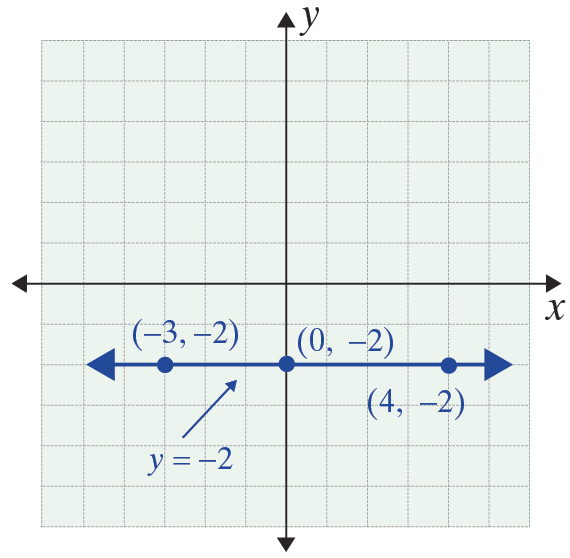 y
x
(−3, −2)
(0, −2)
(4, −2)
y = −2